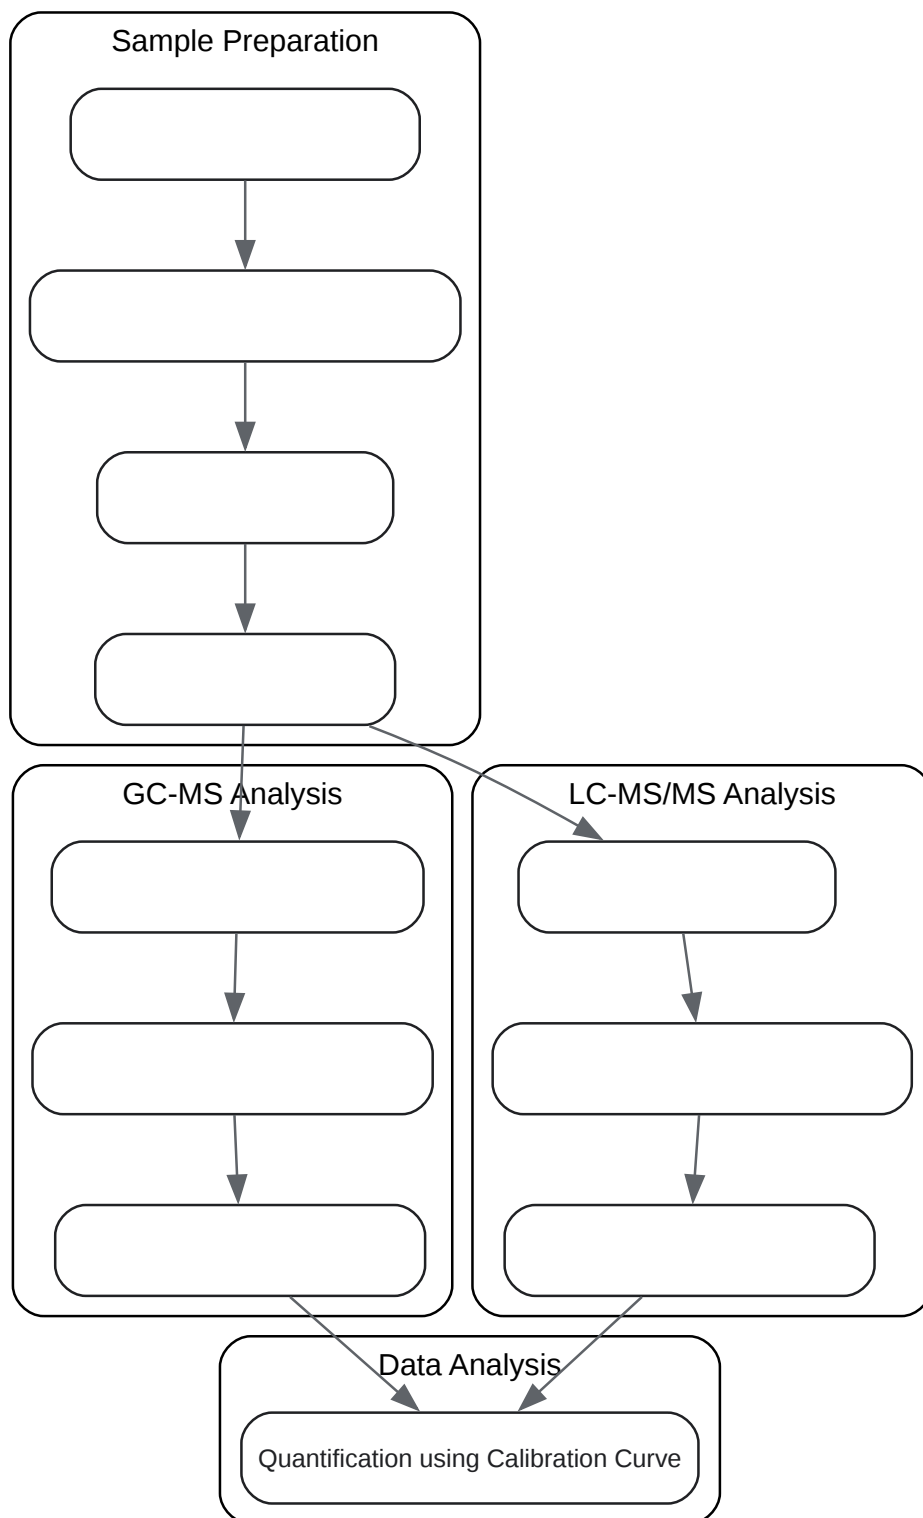 Sample Preparation
GC-MS Analysis
LC-MS/MS Analysis
Data Analysis
Quantification using Calibration Curve